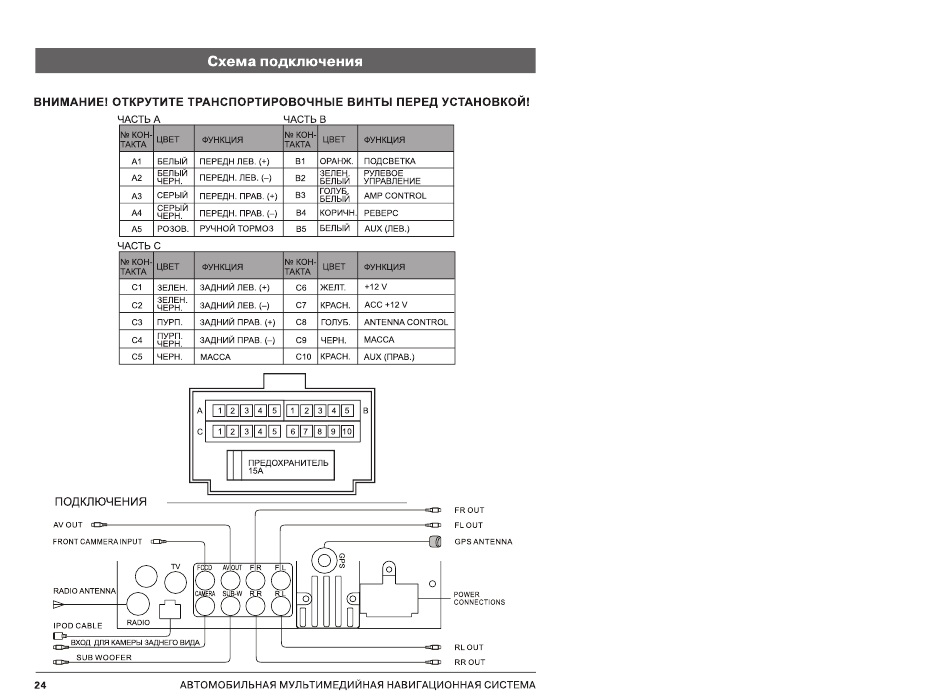 Схема подключения
ВНИМАНИЕ! ОТКРУТИТЕ ТРАНСПОРТИРОВОЧНЫЕ ВИНТЫ ПЕРЕД УСТАНОВКОЙ!
ЧАСТЬ А ЧАСТЬ В
№ КОН-ТАКТА ЦВЕТ ФУНКЦИЯ № КОН-ТАКТА ЦВЕТ ФУНКЦИЯ
A1 БЕЛЫЙ ПЕРЕДН ЛЕВ. (+) B1 ОРАНЖ. ПОДСВЕТКА
A2 БЕЛЫЙ ЧЕРН. ПЕРЕДН. ЛЕВ. (–) B2 ЗЕЛЕН. БЕЛЫЙ РУЛЕВОЕ УПРАВЛЕНИЕ
A3 СЕРЫЙ ПЕРЕДН. ПРАВ. (+) B3 ГОЛУБ. БЕЛЫЙ AMP CONTROL
A4 СЕРЫЙ ЧЕРН. ПЕРЕДН. ПРАВ. (–) B4 КОРИЧН. РЕВЕРС
A5 РОЗОВ. РУЧНОЙ ТОРМОЗ B5 БЕЛЫЙ AUX (ЛЕВ.)
ЧАСТЬ С
№ КОН-ТАКТА ЦВЕТ ФУНКЦИЯ № КОН-ТАКТА ЦВЕТ ФУНКЦИЯ
C1 ЗЕЛЕН. ЗАДНИЙ ЛЕВ. (+) C6 ЖЕЛТ. +12 V
C2 ЗЕЛЕН. ЧЕРН. ЗАДНИЙ ЛЕВ. (–) C7 КРАСН. ACC +12 V
C3 ПУРП. ЗАДНИЙ ПРАВ. (+) C8 ГОЛУБ. ANTENNA CONTROL
C4 ПУРП. ЧЕРН. ЗАДНИЙ ПРАВ. (–) C9 ЧЕРН. МАССА
C5 ЧЕРН. МАССА C10 КРАСН. AUX (ПРАВ.)
A 1 2 3 4 5 1 2 3 4 5 B
C 1 2 3 4 5 6 7 8 9 10
ПРЕДОХРАНИТЕЛЬ
15A
ПОДКЛЮЧЕНИЯ
FR OUT
AV OUT FL OUT
FRONT CAMMERA INPUT GPS ANTENNA
GPS
TV FCCD AV OUT F.R F.L
RADIO ANTENNA CAMERA SUB-W R.R R.L
POWER
CONNECTIONS
RADIO
IPOD CABLE
ВХОД ДЛЯ КАМЕРЫ ЗАДНЕГО ВИДА RL OUT
SUB WOOFER RR OUT
24 АВТОМОБИЛЬНАЯ МУЛЬТИМЕДИЙНАЯ НАВИГАЦИОННАЯ СИСТЕМА